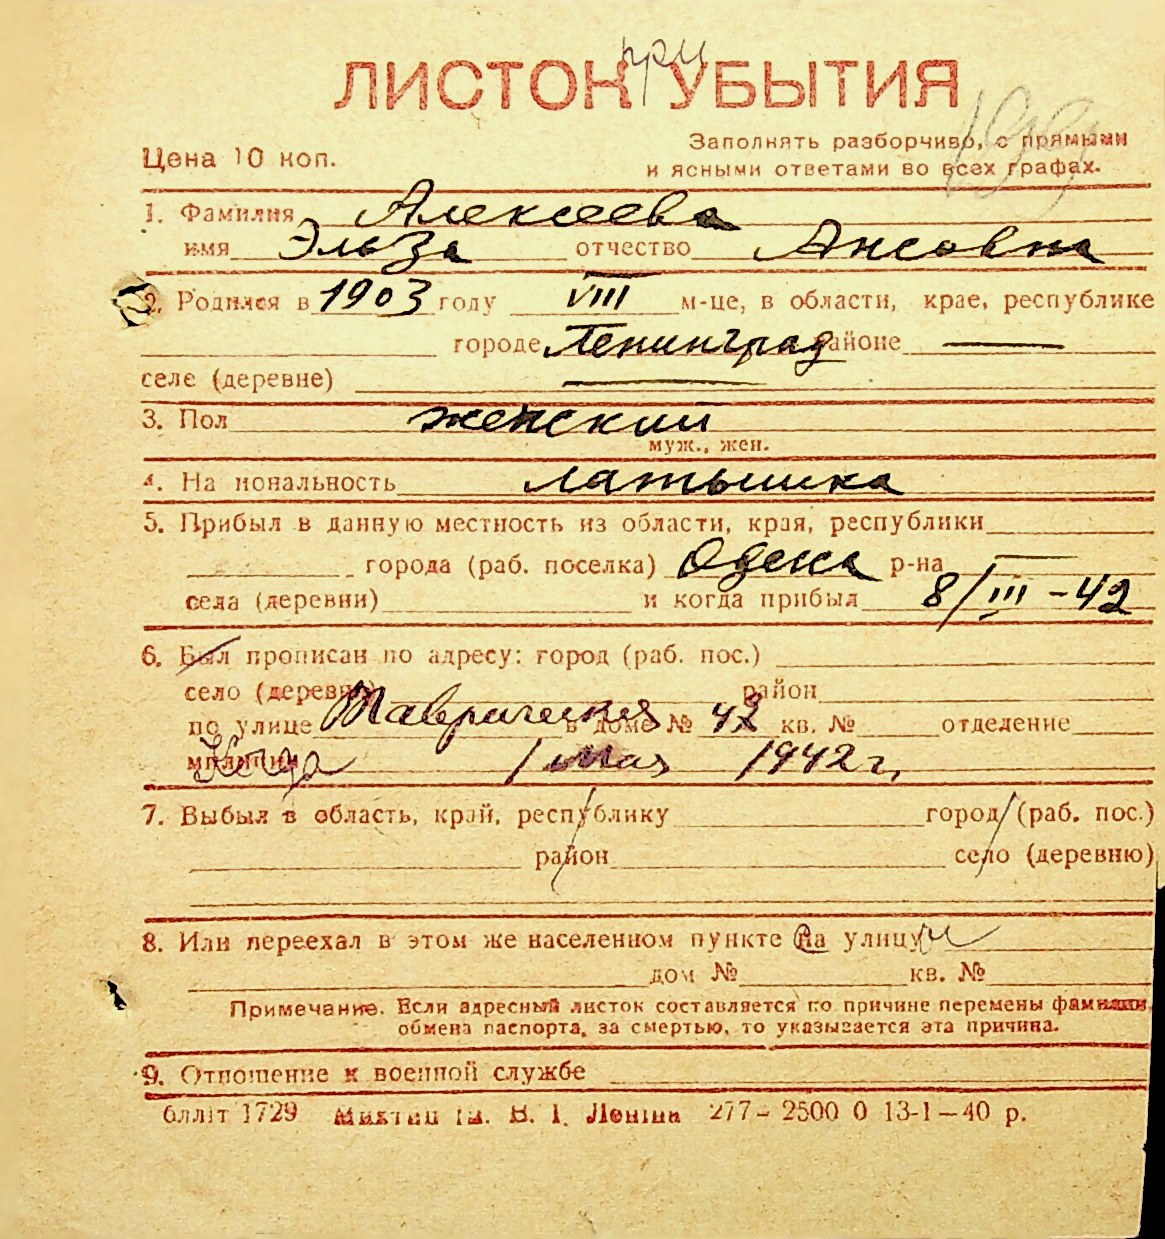 ЛИСТОК при УБЫТИЯ
Цена 10 коп.
Заполнять разборчиво, с прямыми
и ясными ответами во всех графах.
1. Фамилия Алексеева
имя Эльза отчество Ансовна
2. Родился в 1903 году VIII м-це, в области, крае, республике
городе Ленинград районе —
селе (деревне) —
3. Пол женский
муж., жен.
4. На иональность латышка
5. Прибыл в данную местность из области, края, республики
города (раб. поселка) Одеса р-на —
села (деревни) и когда прибыл 8/III - 42
6. Был прописан по адресу: город (раб. пос.)
село (деревня) район
по улице Таврическая в доме № 42 кв. № отделение
милиции Когда 1 мая 1942 г.
7. Выбыл в область, край, республику город (раб. пос.)
район село (деревню)
8. Или переехал в этом же населенном пункте на улицу
дом № кв. №
Примечание. Если адресный листок составляется по причине перемены фамилии,
обмена паспорта, за смертью, то указывается эта причина.
9. Отношение к военной службе
бллiт 1729 В. I. Ленiна 277 – 2500 0 13-1–40 р.